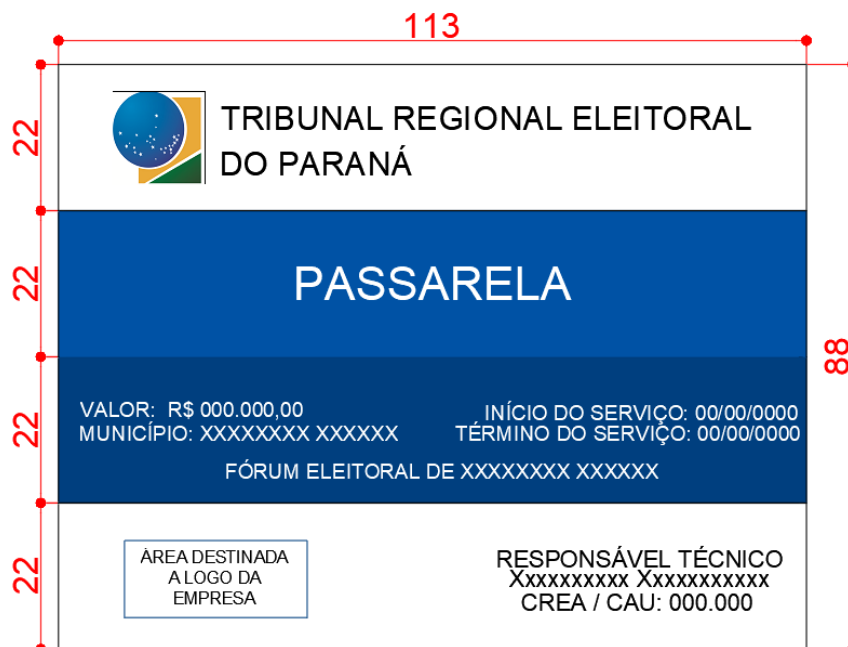 113
22
TRIBUNAL REGIONAL ELEITORAL
DO PARANÁ
22
PASSARELA
88
22
VALOR: R$ 000.000,00
MUNICÍPIO: XXXXXXXX XXXXXX
INÍCIO DO SERVIÇO: 00/00/0000
TÉRMINO DO SERVIÇO: 00/00/0000
FÓRUM ELEITORAL DE XXXXXXXX XXXXXX
22
ÁREA DESTINADA
A LOGO DA
EMPRESA
RESPONSÁVEL TÉCNICO
Xxxxxxxxxx Xxxxxxxxxxx
CREA / CAU: 000.000